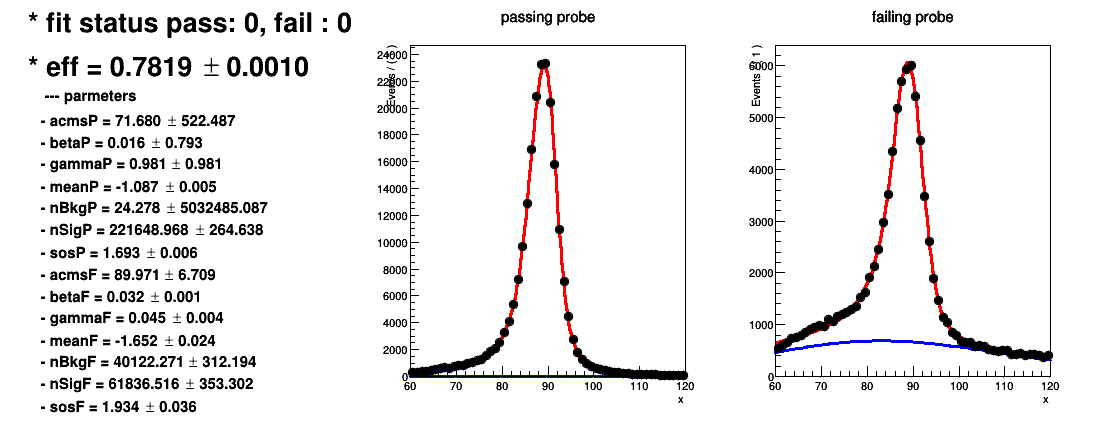 * fit status pass: 0, fail : 0
* eff = 0.7819 ± 0.0010
--- parmeters
- acmsP = 71.680 ± 522.487
- betaP = 0.016 ± 0.793
- gammaP = 0.981 ± 0.981
- meanP = -1.087 ± 0.005
- nBkgP = 24.278 ± 5032485.087
- nSigP = 221648.968 ± 264.638
- sosP = 1.693 ± 0.006
- acmsF = 89.971 ± 6.709
- betaF = 0.032 ± 0.001
- gammaF = 0.045 ± 0.004
- meanF = -1.652 ± 0.024
- nBkgF = 40122.271 ± 312.194
- nSigF = 61836.516 ± 353.302
- sosF = 1.934 ± 0.036
passing probe
Events / ( 1 )
24000
22000
20000
18000
16000
14000
12000
10000
8000
6000
4000
2000
0
60 70 80 90 100 110 120
x
failing probe
Events / ( 1 )
6000
5000
4000
3000
2000
1000
0
60 70 80 90 100 110 120
x